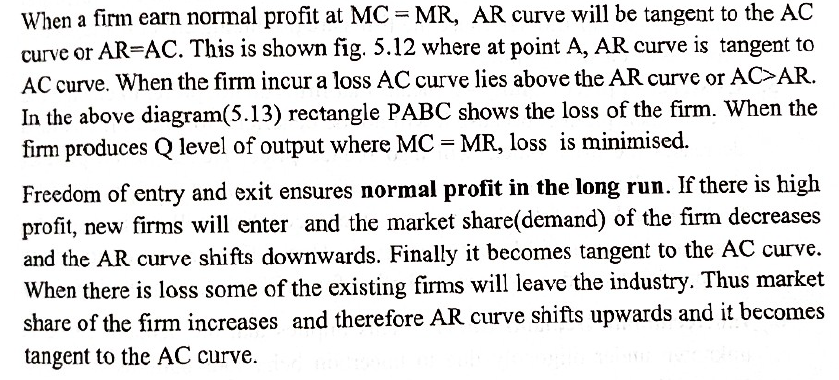 When a firm earn normal profit at MC = MR, AR curve will be tangent to the AC
curve or AR=AC. This is shown fig. 5.12 where at point A, AR curve is tangent to
AC curve. When the firm incur a loss AC curve lies above the AR curve or AC>AR.
In the above diagram(5.13) rectangle PABC shows the loss of the firm. When the
firm produces Q level of output where MC = MR, loss is minimised.
Freedom of entry and exit ensures normal profit in the long run. If there is high
profit, new firms will enter and the market share(demand) of the firm decreases
and the AR curve shifts downwards. Finally it becomes tangent to the AC curve.
When there is loss some of the existing firms will leave the industry. Thus market
share of the firm increases and therefore AR curve shifts upwards and it becomes
tangent to the AC curve.